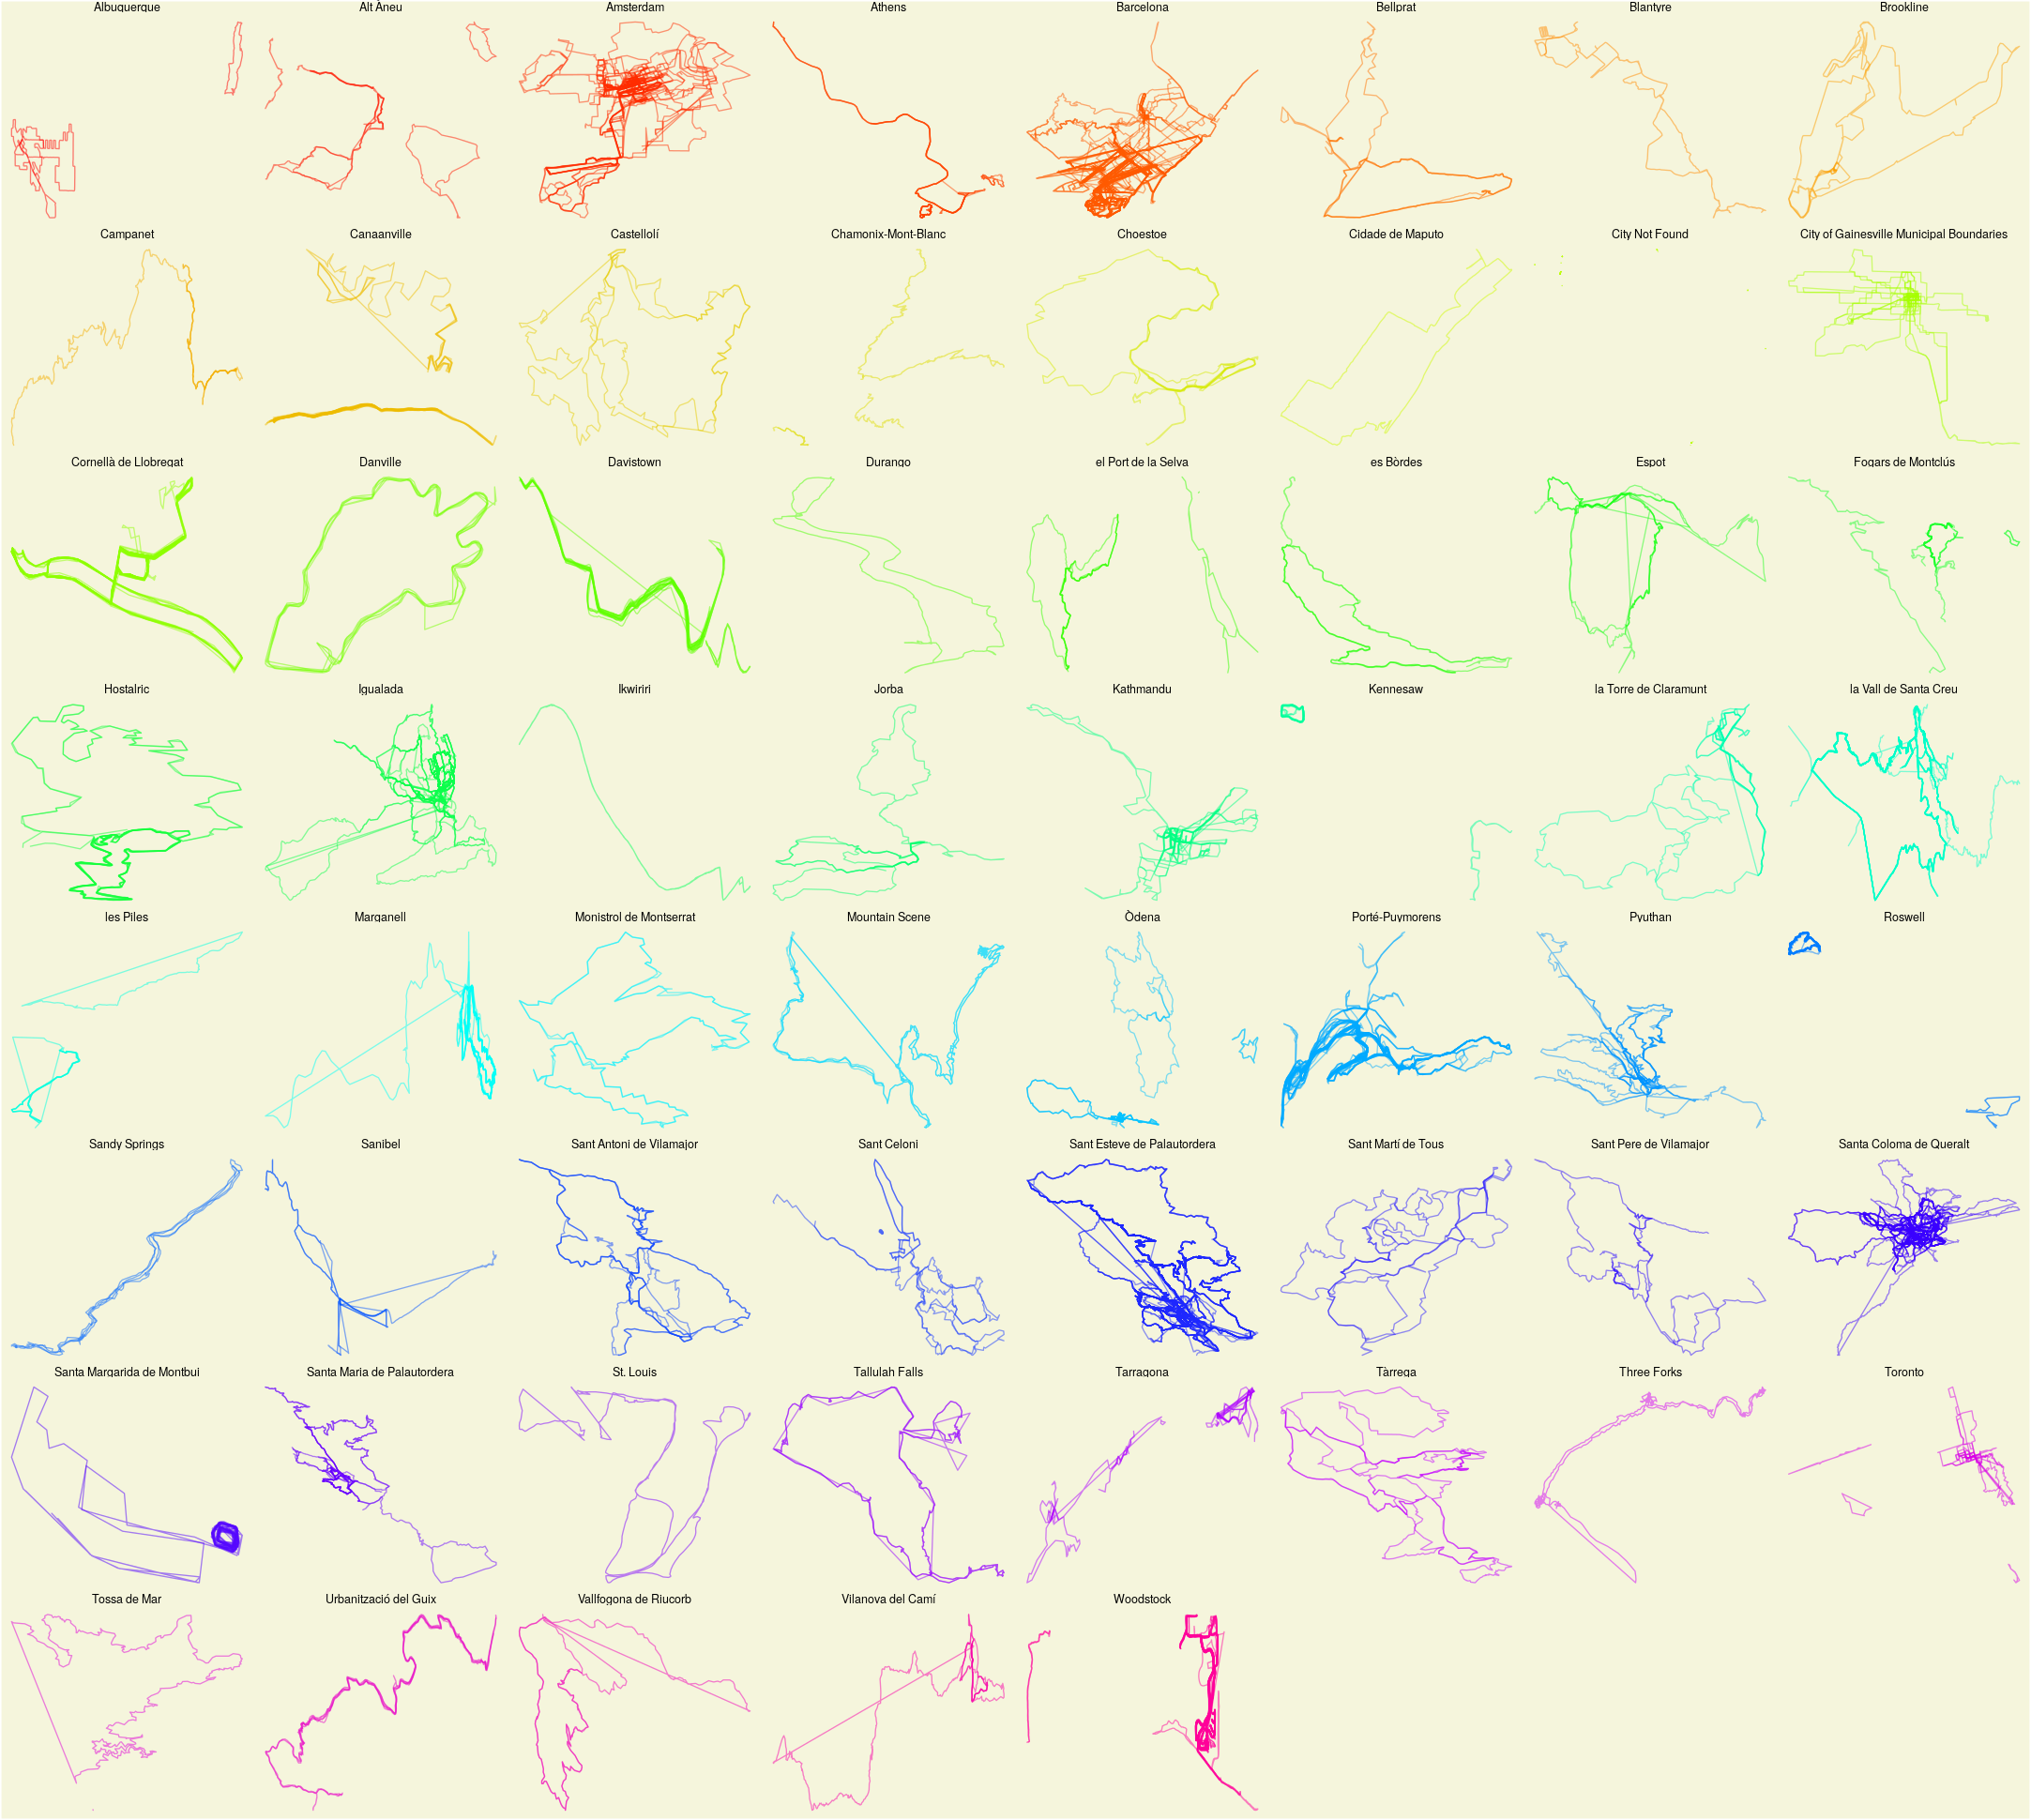 Albuquerque
Alt Àneu
Amsterdam
Athens
Barcelona
Bellprat
Blantyre
Brookline
Campanet
Canaanville
Castellolí
Chamonix-Mont-Blanc
Choestoe
Cidade de Maputo
City Not Found
City of Gainesville Municipal Boundaries
Cornellà de Llobregat
Danville
Davistown
Durango
el Port de la Selva
es Bòrdes
Espot
Fogars de Montclús
Hostalric
Igualada
Ikwiriri
Jorba
Kathmandu
Kennesaw
la Torre de Claramunt
la Vall de Santa Creu
les Piles
Marganell
Monistrol de Montserrat
Mountain Scene
Òdena
Porté-Puymorens
Pyuthan
Roswell
Sandy Springs
Sanibel
Sant Antoni de Vilamajor
Sant Celoni
Sant Esteve de Palautordera
Sant Martí de Tous
Sant Pere de Vilamajor
Santa Coloma de Queralt
Santa Margarida de Montbui
Santa Maria de Palautordera
St. Louis
Tallulah Falls
Tarragona
Tàrrega
Three Forks
Toronto
Tossa de Mar
Urbanització del Guix
Vallfogona de Riucorb
Vilanova del Camí
Woodstock